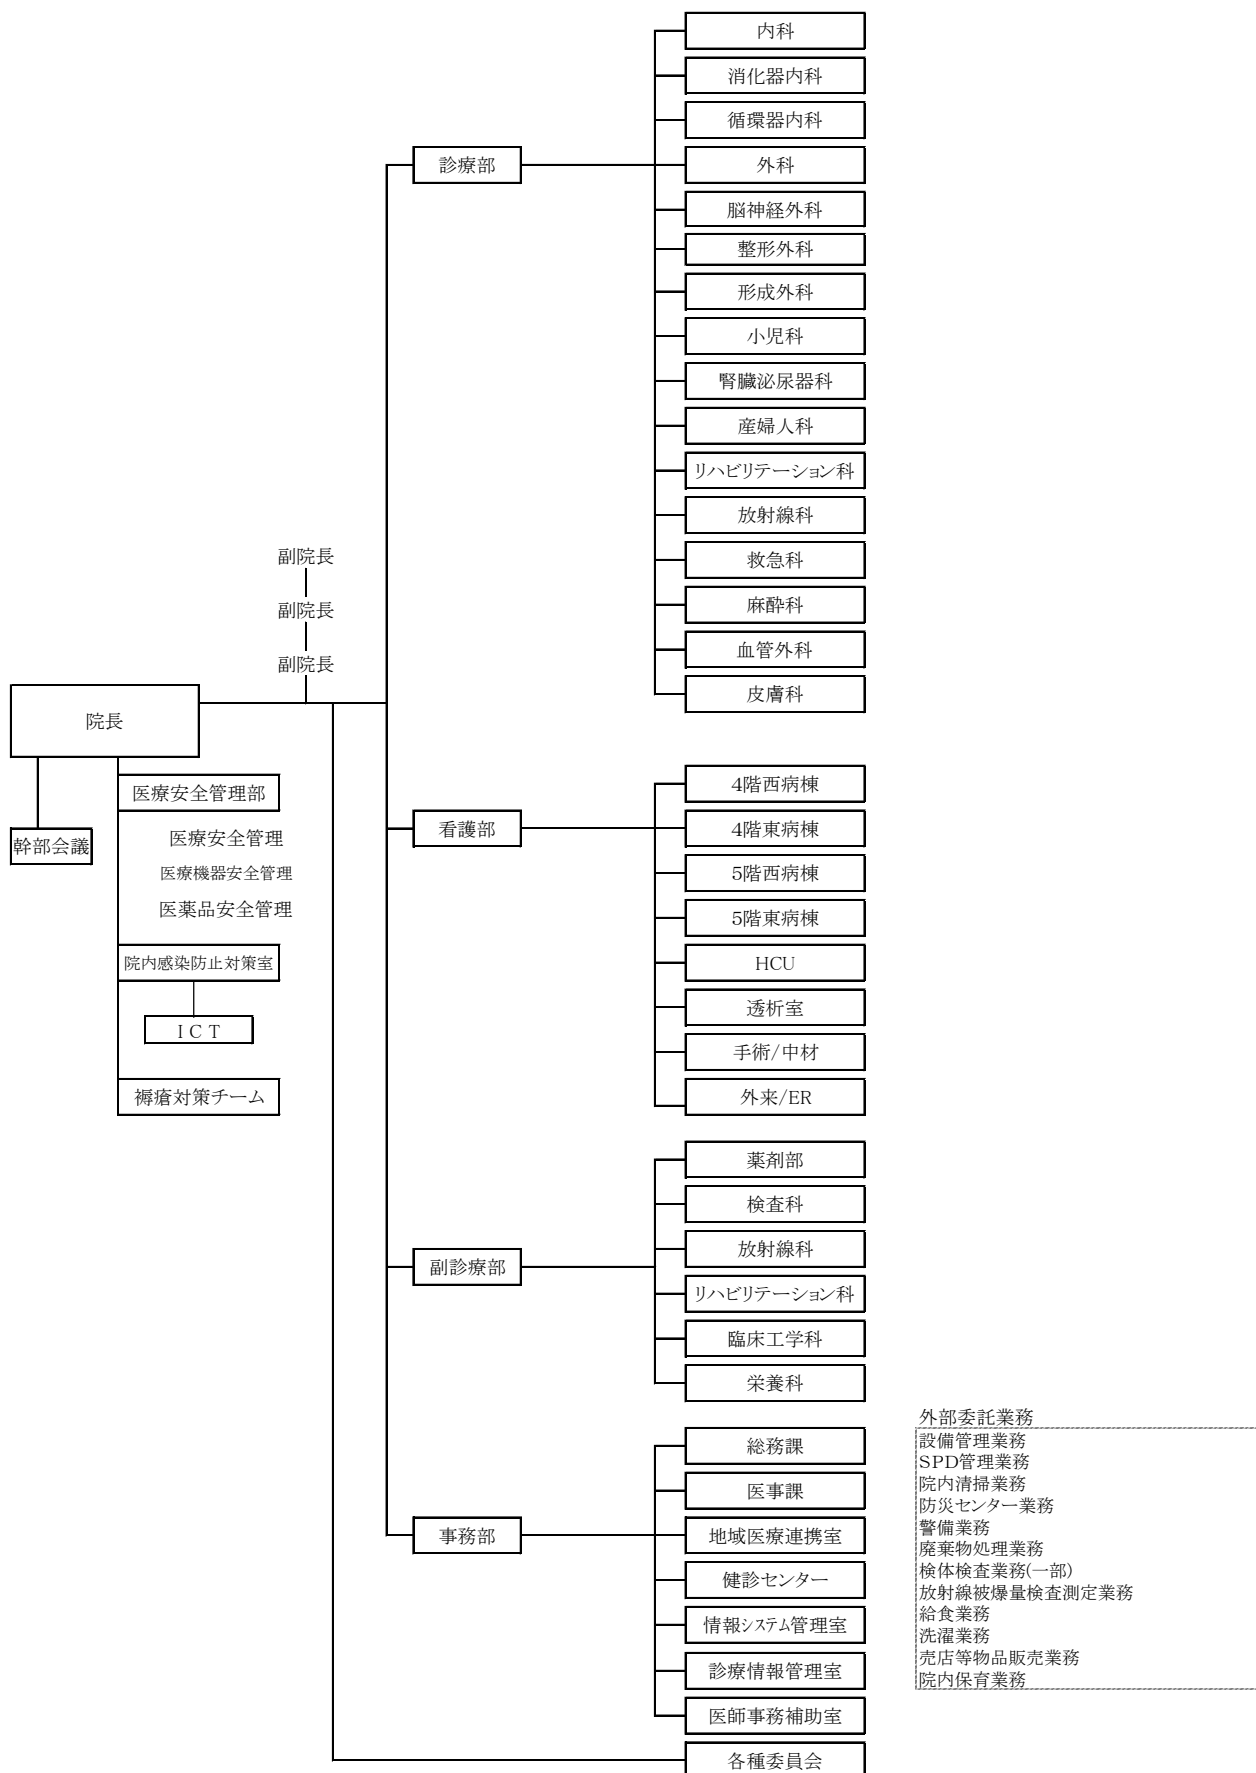 内科
消化器内科
循環器内科
診療部
外科
脳神経外科
整形外科
形成外科
小児科
腎臓泌尿器科
産婦人科
リハビリテーション科
放射線科
救急科
麻酔科
血管外科
皮膚科
副院長
副院長
副院長
院長
医療安全管理部
幹部会議
医療安全管理
医療機器安全管理
医薬品安全管理
院内感染防止対策室
ICT
褥瘡対策チーム
看護部
4階西病棟
4階東病棟
5階西病棟
5階東病棟
HCU
透析室
手術/中材
外来/ER
副診療部
薬剤部
検査科
放射線科
リハビリテーション科
臨床工学科
栄養科
事務部
総務課
医事課
地域医療連携室
健診センター
情報システム管理室
診療情報管理室
医師事務補助室
各種委員会
外部委託業務
設備管理業務
SPD管理業務
院内清掃業務
防災センター業務
警備業務
廃棄物処理業務
検体検査業務(一部)
放射線被爆量検査測定業務
給食業務
洗濯業務
売店等物品販売業務
院内保育業務